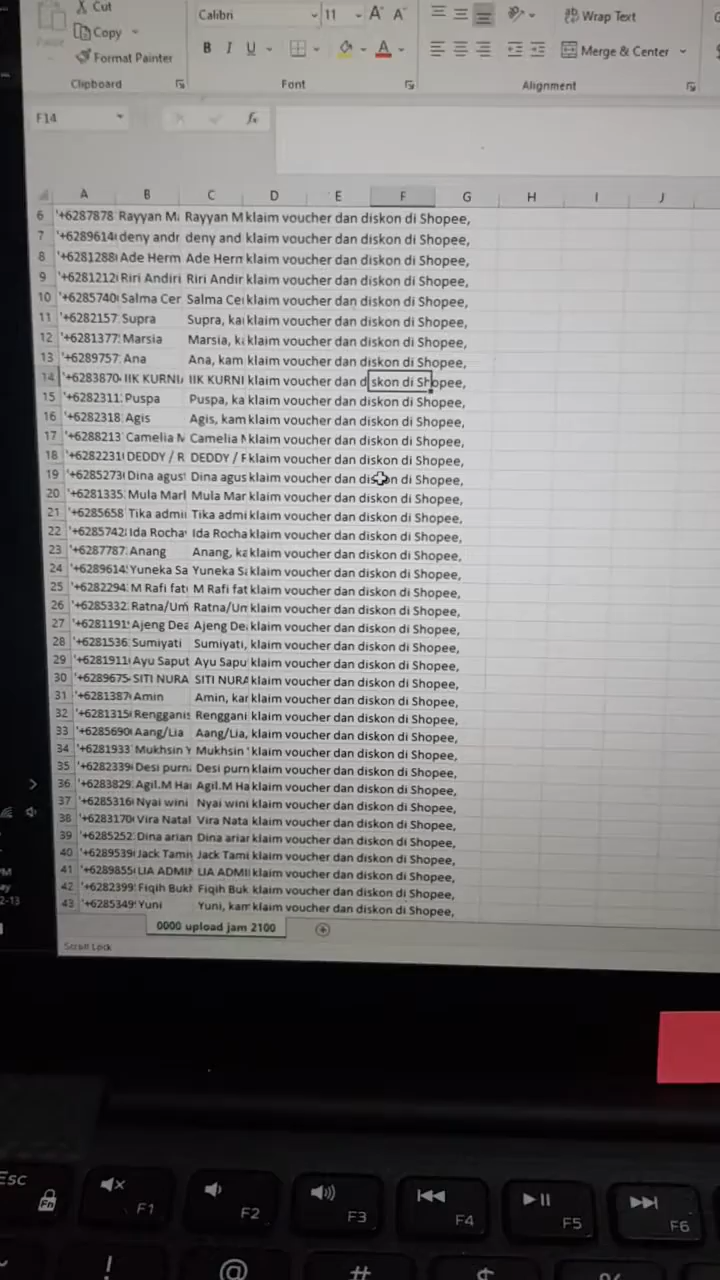 Cut
Calibri 11 A A
Wrap Text
Copy
B I U A
Merge & Center
Format Painter
Clipboard Font Alignment
F14 fx
A B C D E F G H I J
6 '+6287878 Rayyan M Rayyan M klaim voucher dan diskon di Shopee,
7 '+6289614 deny andr deny and klaim voucher dan diskon di Shopee,
8 '+6281288 Ade Herm Ade Herm klaim voucher dan diskon di Shopee,
9 '+6281212 Riri Andiri Riri Andir klaim voucher dan diskon di Shopee,
10 '+6285740 Salma Cer Salma Cer klaim voucher dan diskon di Shopee,
11 '+6282157 Supra Supra, ka klaim voucher dan diskon di Shopee,
12 '+6281377 Marsia Marsia, k klaim voucher dan diskon di Shopee,
13 '+6289757 Ana Ana, kam klaim voucher dan diskon di Shopee,
14 '+6283870 IIK KURNI IIK KURNI klaim voucher dan diskon di Shopee,
15 '+6282311 Puspa Puspa, ka klaim voucher dan diskon di Shopee,
16 '+6282318 Agis Agis, kam klaim voucher dan diskon di Shopee,
17 '+6288213 Camelia M Camelia M klaim voucher dan diskon di Shopee,
18 '+6282231 DEDDY / R DEDDY / R klaim voucher dan diskon di Shopee,
19 '+6285273 Dina agust Dina agus klaim voucher dan diskon di Shopee,
20 '+6281335 Mula Marl Mula Mar klaim voucher dan diskon di Shopee,
21 '+6285658 Tika admi Tika admi klaim voucher dan diskon di Shopee,
22 '+6285742 Ida Rocha Ida Rocha klaim voucher dan diskon di Shopee,
23 '+6287787 Anang Anang, ka klaim voucher dan diskon di Shopee,
24 '+6289614 Yuneka Sa Yuneka Sa klaim voucher dan diskon di Shopee,
25 '+6282294 M Rafi fat M Rafi fat klaim voucher dan diskon di Shopee,
26 '+6285332 Ratna/Um Ratna/Um klaim voucher dan diskon di Shopee,
27 '+6281191 Ajeng Dea Ajeng De klaim voucher dan diskon di Shopee,
28 '+6281536 Sumiyati Sumiyati, klaim voucher dan diskon di Shopee,
29 '+6281911 Ayu Saput Ayu Sapu klaim voucher dan diskon di Shopee,
30 '+6289675 SITI NURA SITI NURA klaim voucher dan diskon di Shopee,
31 '+6281387 Amin Amin, kar klaim voucher dan diskon di Shopee,
32 '+6281315 Rengganis Renggani klaim voucher dan diskon di Shopee,
33 '+6285690 Aang/Lia Aang/Lia, klaim voucher dan diskon di Shopee,
34 '+6281933 Mukhsin Y Mukhsin klaim voucher dan diskon di Shopee,
35 '+6282339 Desi purn Desi purn klaim voucher dan diskon di Shopee,
36 '+6283829 Agil.M Ha Agil.M Ha klaim voucher dan diskon di Shopee,
37 '+6285316 Nyai wini Nyai wini klaim voucher dan diskon di Shopee,
38 '+6283170 Vira Natal Vira Nata klaim voucher dan diskon di Shopee,
39 '+6285252 Dina arian Dina ariar klaim voucher dan diskon di Shopee,
40 '+6289539 Jack Tami Jack Tami klaim voucher dan diskon di Shopee,
41 '+6289855 LIA ADMIN LIA ADMI klaim voucher dan diskon di Shopee,
42 '+6282399 Fiqih Bukh Fiqih Buk klaim voucher dan diskon di Shopee,
43 '+6285349 Yuni Yuni, kam klaim voucher dan diskon di Shopee,
0000 upload jam 2100
Scroll Lock
Esc F1 F2 F3 F4 F5 F6
Fn
! @ # $ %